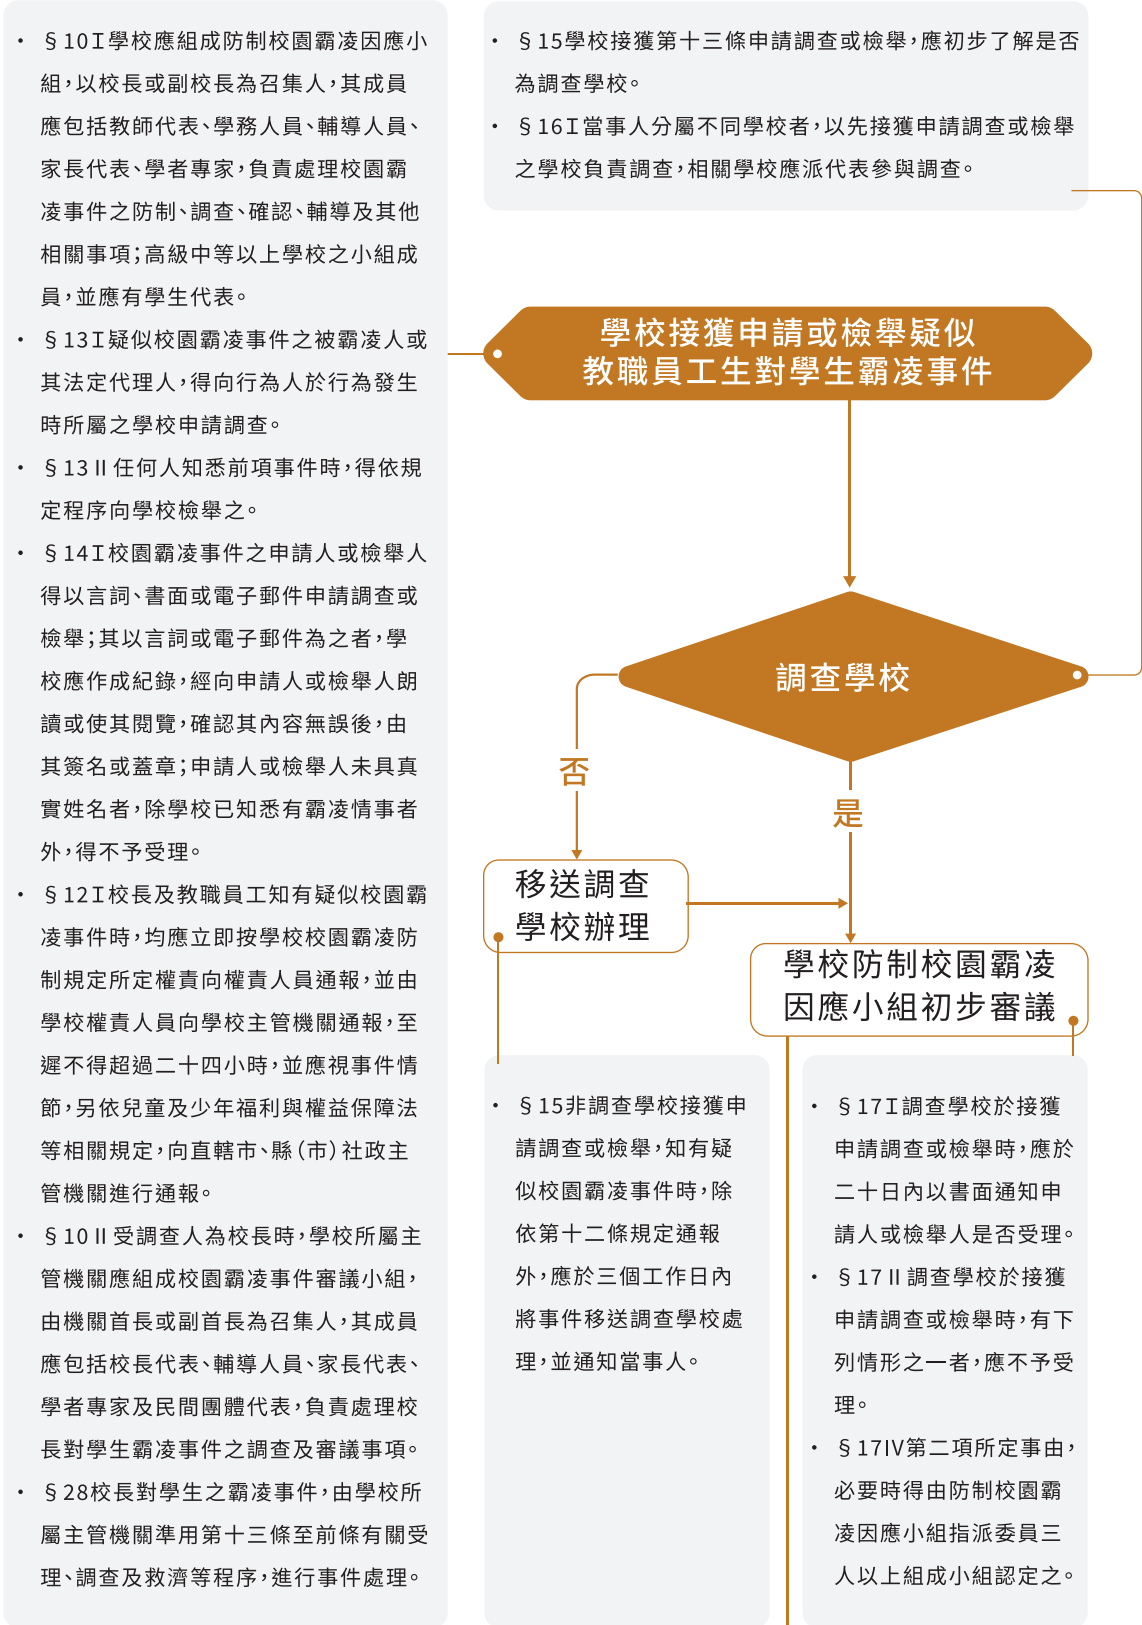 • §10I學校應組成防制校園霸凌因應小
組，以校長或副校長為召集人，其成員
應包括教師代表、學務人員、輔導人員、
家長代表、學者專家，負責處理校園霸
凌事件之防制、調查、確認、輔導及其他
相關事項；高級中等以上學校之小組成
員，並應有學生代表。
• §13I疑似校園霸凌事件之被霸凌人或
其法定代理人，得向行為人於行為發生
時所屬之學校申請調查。
• §13 II 任何人知悉前項事件時，得依規
定程序向學校檢舉之。
• §14I校園霸凌事件之申請人或檢舉人
得以言詞、書面或電子郵件申請調查或
檢舉；其以言詞或電子郵件為之者，學
校應作成紀錄，經向申請人或檢舉人朗
讀或使其閱覽，確認其內容無誤後，由
其簽名或蓋章；申請人或檢舉人未具真
實姓名者，除學校已知悉有霸凌情事者
外，得不予受理。
• §12I校長及教職員工知有疑似校園霸
凌事件時，均應立即按學校校園霸凌防
制規定所定權責向權責人員通報，並由
學校權責人員向學校主管機關通報，至
遲不得超過二十四小時，並應視事件情
節，另依兒童及少年福利與權益保障法
等相關規定，向直轄市、縣（市）社政主
管機關進行通報。
• §10 II 受調查人為校長時，學校所屬主
管機關應組成校園霸凌事件審議小組，
由機關首長或副首長為召集人，其成員
應包括校長代表、輔導人員、家長代表、
學者專家及民間團體代表，負責處理校
長對學生霸凌事件之調查及審議事項。
• §28校長對學生之霸凌事件，由學校所
屬主管機關準用第十三條至前條有關受
理、調查及救濟等程序，進行事件處理。
• §15學校接獲第十三條申請調查或檢舉，應初步了解是否
為調查學校。
• §16I當事人分屬不同學校者，以先接獲申請調查或檢舉
之學校負責調查，相關學校應派代表參與調查。
學校接獲申請或檢舉疑似
教職員工生對學生霸凌事件
調查學校
否
是
移送調查
學校辦理
學校防制校園霸凌
因應小組初步審議
• §15非調查學校接獲申
請調查或檢舉，知有疑
似校園霸凌事件時，除
依第十二條規定通報
外，應於三個工作日內
將事件移送調查學校處
理，並通知當事人。
• §17I調查學校於接獲
申請調查或檢舉時，應於
二十日內以書面通知申
請人或檢舉人是否受理。
• §17 II 調查學校於接獲
申請調查或檢舉時，有下
列情形之一者，應不予受
理。
• §17IV第二項所定事由，
必要時得由防制校園霸
凌因應小組指派委員三
人以上組成小組認定之。